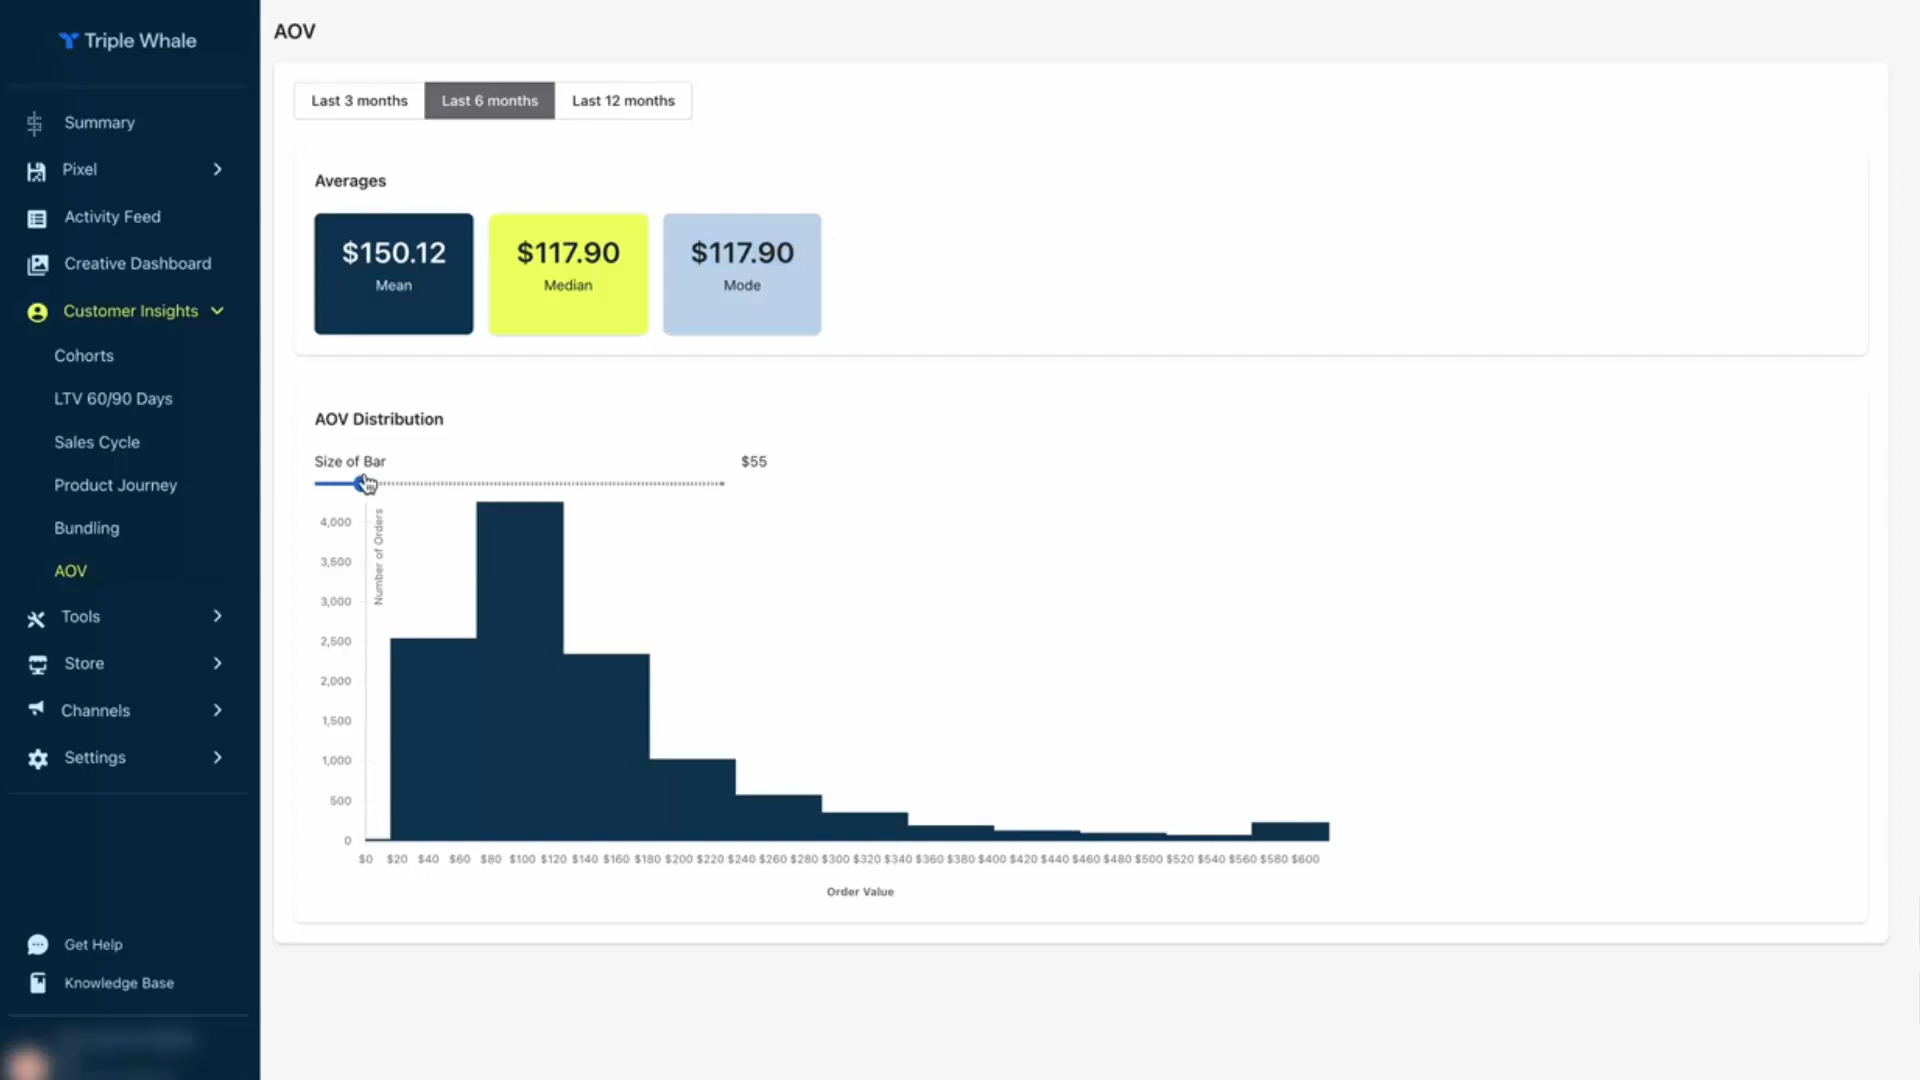 Triple Whale
Summary
Pixel
Activity Feed
Creative Dashboard
Customer Insights
Cohorts
LTV 60/90 Days
Sales Cycle
Product Journey
Bundling
AOV
Tools
Store
Channels
Settings
Get Help
Knowledge Base
AOV
Last 3 months
Last 6 months
Last 12 months
Averages
$150.12
Mean
$117.90
Median
$117.90
Mode
AOV Distribution
Size of Bar
$55
Number of Orders
4,000
3,500
3,000
2,500
2,000
1,500
1,000
500
0
$0 $20 $40 $60 $80 $100 $120 $140 $160 $180 $200 $220 $240 $260 $280 $300 $320 $340 $360 $380 $400 $420 $440 $460 $480 $500 $520 $540 $560 $580 $600
Order Value